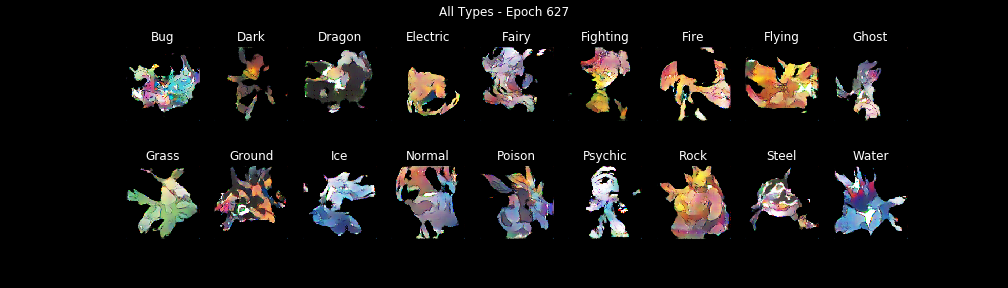 All Types - Epoch 627
Bug Dark Dragon Electric Fairy Fighting Fire Flying Ghost
Grass Ground Ice Normal Poison Psychic Rock Steel Water